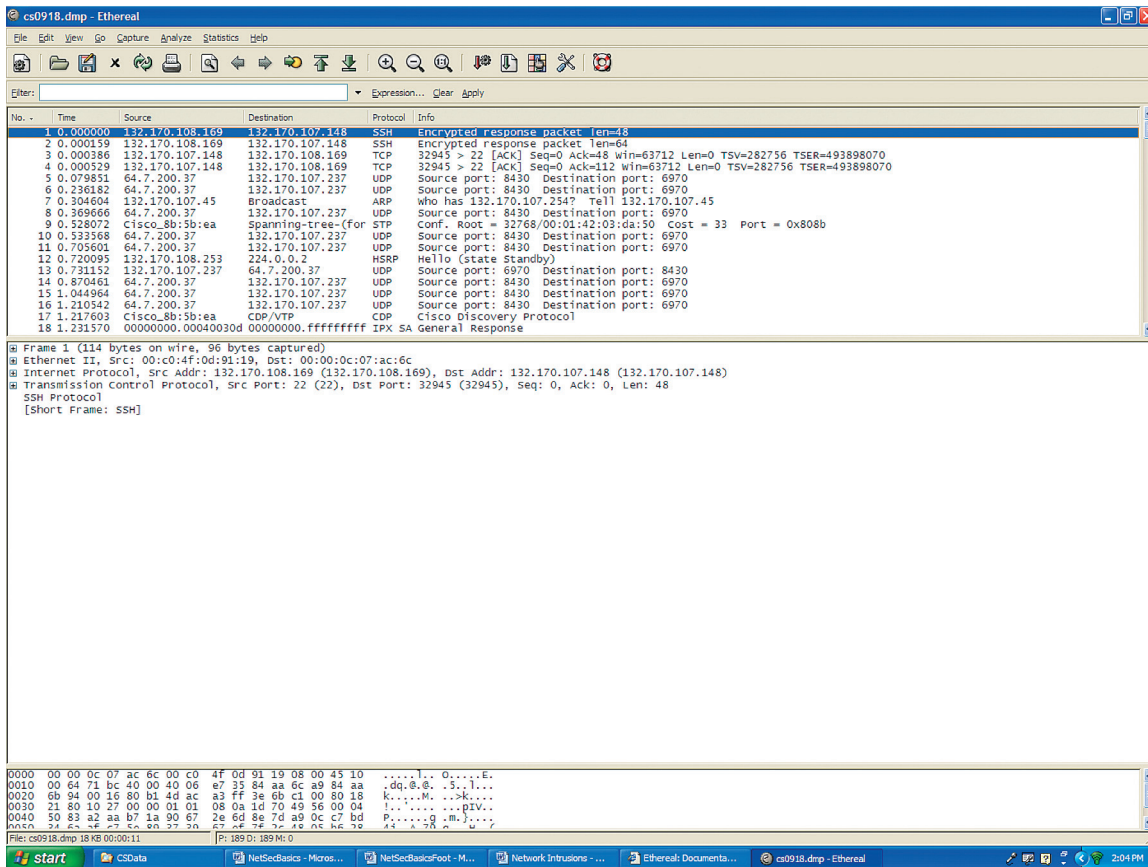 cs0918.dmp - Ethereal
File Edit View Go Capture Analyze Statistics Help
Filter: Expression... Clear Apply
No. - Time Source Destination Protocol Info
1 0.000000 132.170.108.169 132.170.107.148 SSH Encrypted response packet len=48
2 0.000159 132.170.108.169 132.170.107.148 SSH Encrypted response packet len=64
3 0.000386 132.170.107.148 132.170.108.169 TCP 32945 > 22 [ACK] Seq=0 Ack=48 Win=63712 Len=0 TSV=282756 TSER=493898070
4 0.000529 132.170.107.148 132.170.108.169 TCP 32945 > 22 [ACK] Seq=0 Ack=112 Win=63712 Len=0 TSV=282756 TSER=493898070
5 0.079851 64.7.200.37 132.170.107.237 UDP Source port: 8430 Destination port: 6970
6 0.236182 64.7.200.37 132.170.107.237 UDP Source port: 8430 Destination port: 6970
7 0.304604 132.170.107.45 Broadcast ARP Who has 132.170.107.254? Tell 132.170.107.45
8 0.369666 64.7.200.37 132.170.107.237 UDP Source port: 8430 Destination port: 6970
9 0.528072 Cisco_8b:5b:ea Spanning-tree-(for STP Conf. Root = 32768/00:01:42:03:da:50 Cost = 33 Port = 0x808b
10 0.533568 64.7.200.37 132.170.107.237 UDP Source port: 8430 Destination port: 6970
11 0.705601 64.7.200.37 132.170.107.237 UDP Source port: 8430 Destination port: 6970
12 0.720095 132.170.108.253 224.0.0.2 HSRP Hello (state Standby)
13 0.731152 132.170.107.237 64.7.200.37 UDP Source port: 6970 Destination port: 8430
14 0.870461 64.7.200.37 132.170.107.237 UDP Source port: 8430 Destination port: 6970
15 1.044964 64.7.200.37 132.170.107.237 UDP Source port: 8430 Destination port: 6970
16 1.210542 64.7.200.37 132.170.107.237 UDP Source port: 8430 Destination port: 6970
17 1.217603 Cisco_8b:5b:ea CDP/VTP CDP Cisco Discovery Protocol
18 1.231570 00000000.00040030d 00000000.fffffffff IPX SA General Response
Frame 1 (114 bytes on wire, 96 bytes captured)
Ethernet II, Src: 00:c0:4f:0d:91:19, Dst: 00:00:0c:07:ac:6c
Internet Protocol, Src Addr: 132.170.108.169 (132.170.108.169), Dst Addr: 132.170.107.148 (132.170.107.148)
Transmission Control Protocol, Src Port: 22 (22), Dst Port: 32945 (32945), Seq: 0, Ack: 0, Len: 48
SSH Protocol
[Short Frame: SSH]
0000 00 00 0c 07 ac 6c 00 c0 4f 0d 91 19 08 00 45 10 .....l.. O.....E.
0010 00 64 71 bc 40 00 40 06 e7 35 84 aa 6c a9 84 aa .dq.@.@. .5..l...
0020 6b 94 00 16 80 b1 4d ac a3 ff 3e 6b c1 00 80 18 k.....M. ..>k....
0030 21 80 10 27 00 00 01 01 08 0a 1d 70 49 56 00 04 !..'.... ...pIV..
0040 50 83 a2 aa b7 1a 90 67 2e 6d 8e 7d a9 0c c7 bd P......g .m.}....
File: cs0918.dmp 18 KB 00:00:11 P: 189 D: 189 M: 0
start CSData NetSecBasics - Micros... NetSecBasicsFoot - M... Network Intrusions - ... Ethereal: Documenta... cs0918.dmp - Ethereal 2:04 PM